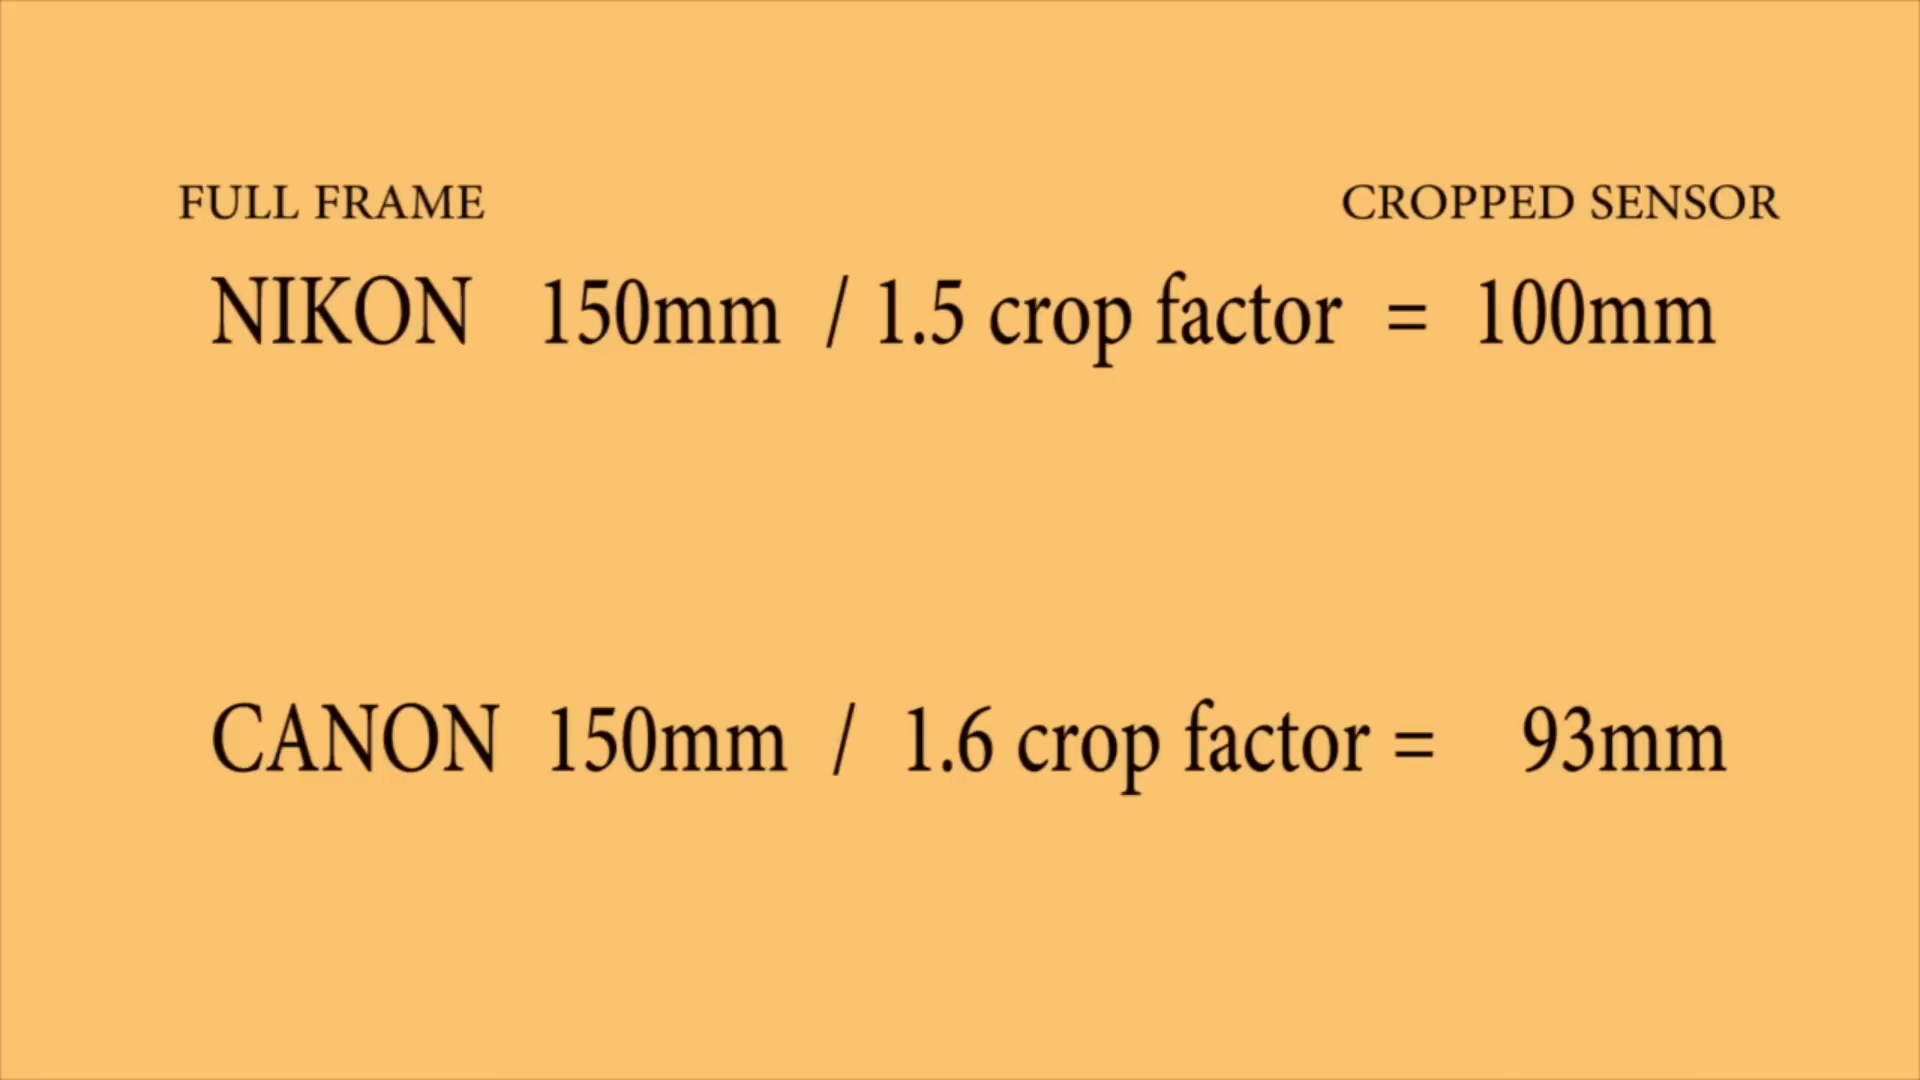 FULL FRAME CROPPED SENSOR
NIKON 150mm / 1.5 crop factor = 100mm
CANON 150mm / 1.6 crop factor = 93mm